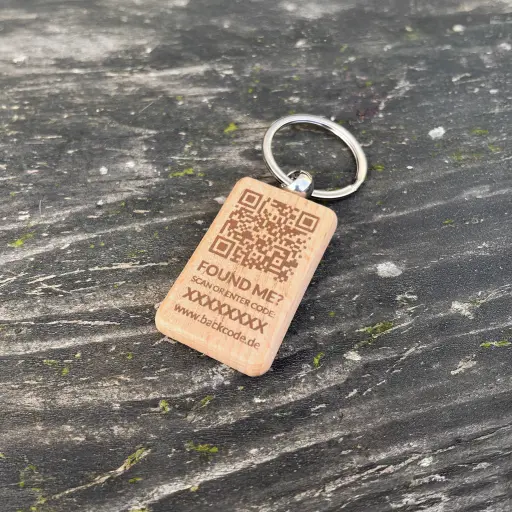 FOUND ME?
SCAN OR ENTER CODE:
XXXXXXXX
www.backcode.de